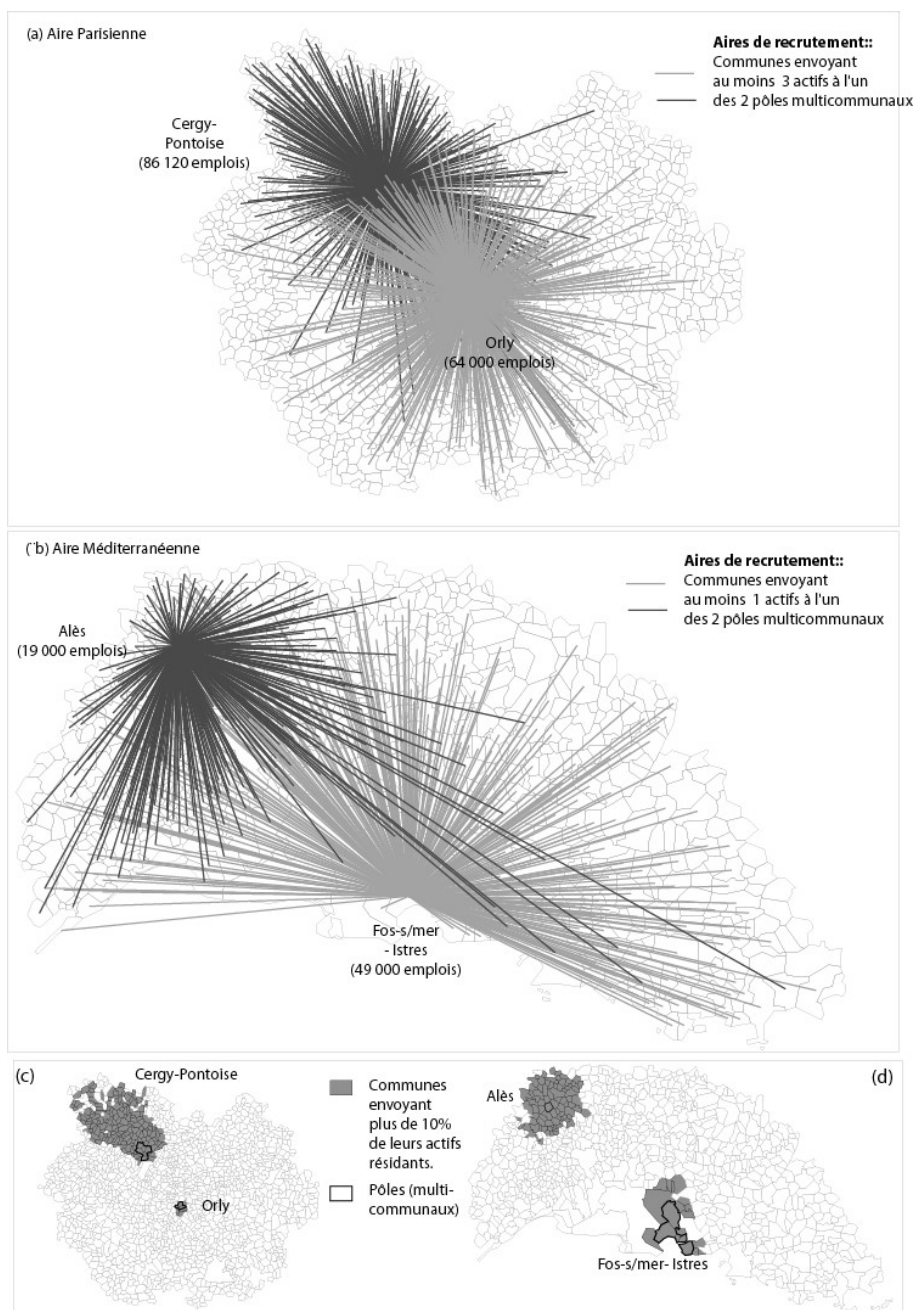 (a) Aire Parisienne
Aires de recrutement::
Communes envoyant
au moins 3 actifs à l'un
des 2 pôles multicommunaux
Cergy-
Pontoise
(86 120 emplois)
Orly
(64 000 emplois)
(¨b) Aire Méditerranéenne
Aires de recrutement::
Communes envoyant
au moins 1 actifs à l'un
des 2 pôles multicommunaux
Alès
(19 000 emplois)
Fos-s/mer
- Istres
(49 000 emplois)
(c)
Cergy-Pontoise
Orly
Communes
envoyant
plus de 10%
de leurs actifs
résidants.
Pôles (multi-
communaux)
(d)
Alès
Fos-s/mer- Istres